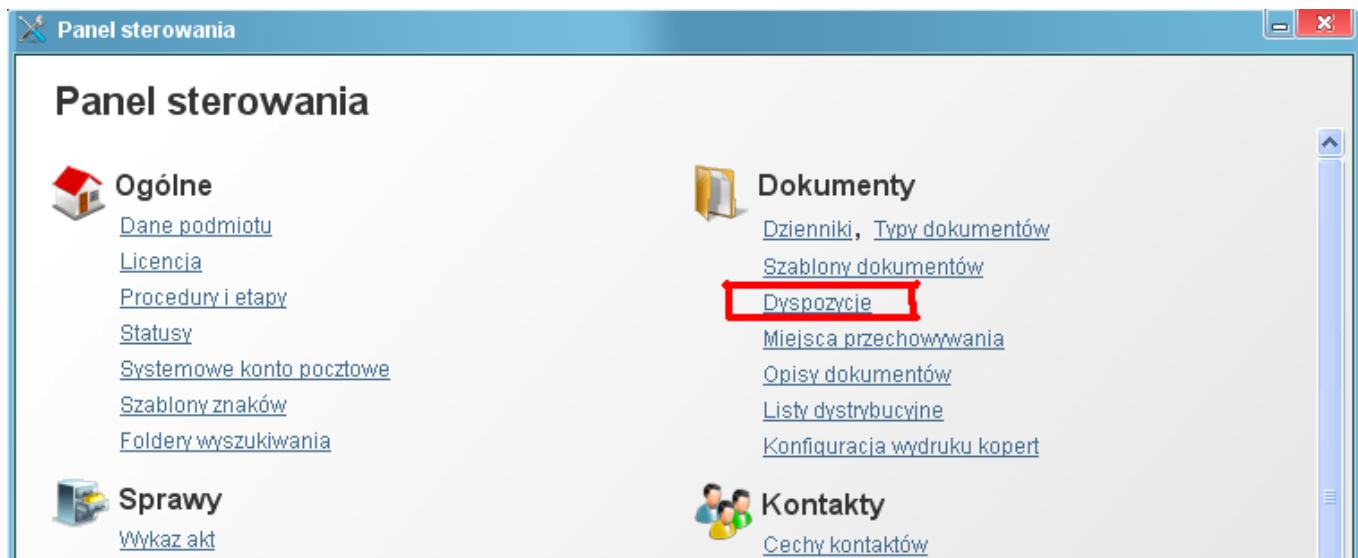 Panel sterowania
Panel sterowania
Ogólne
Dane podmiotu
Licencja
Procedury i etapy
Statusy
Systemowe konto pocztowe
Szablony znaków
Foldery wyszukiwania
Dokumenty
Dzienniki, Typy dokumentów
Szablony dokumentów
Dyspozycje
Miejsca przechowywania
Opisy dokumentów
Listy dystrybucyjne
Konfiguracja wydruku kopert
Sprawy
Wykaz akt
Kontakty
Cechy kontaktów